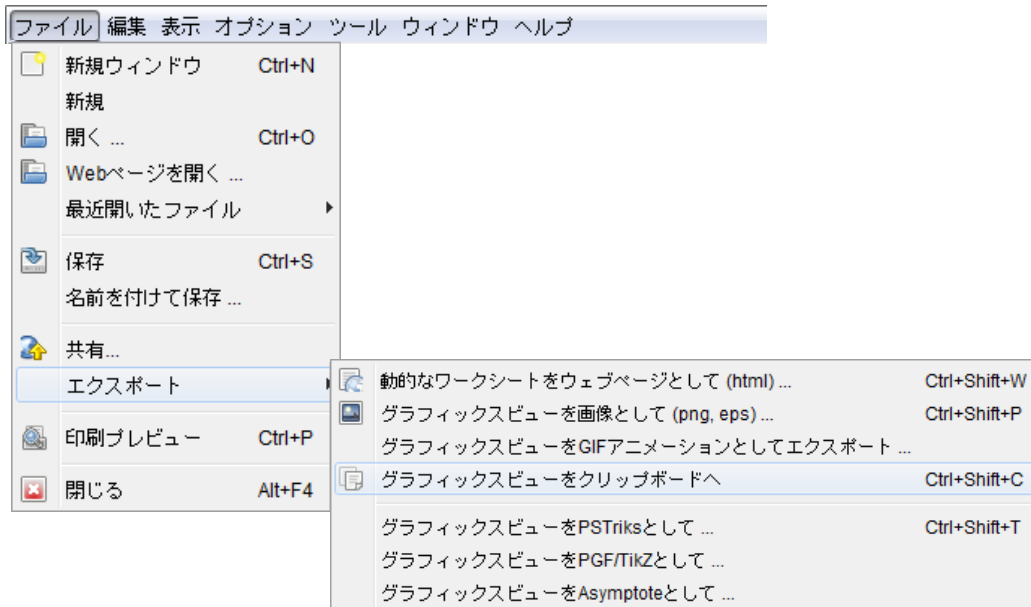 ファイル 編集 表示 オプション ツール ウィンドウ ヘルプ
新規ウィンドウ Ctrl+N
新規
開く ... Ctrl+O
Webページを開く ...
最近開いたファイル
保存 Ctrl+S
名前を付けて保存 ...
共有...
エクスポート
印刷プレビュー Ctrl+P
閉じる Alt+F4
動的なワークシートをウェブページとして (html) ... Ctrl+Shift+W
グラフィックスビューを画像として (png, eps) ... Ctrl+Shift+P
グラフィックスビューをGIFアニメーションとしてエクスポート ...
グラフィックスビューをクリップボードへ Ctrl+Shift+C
グラフィックスビューをPSTriksとして ... Ctrl+Shift+T
グラフィックスビューをPGF/TikZとして ...
グラフィックスビューをAsymptoteとして ...